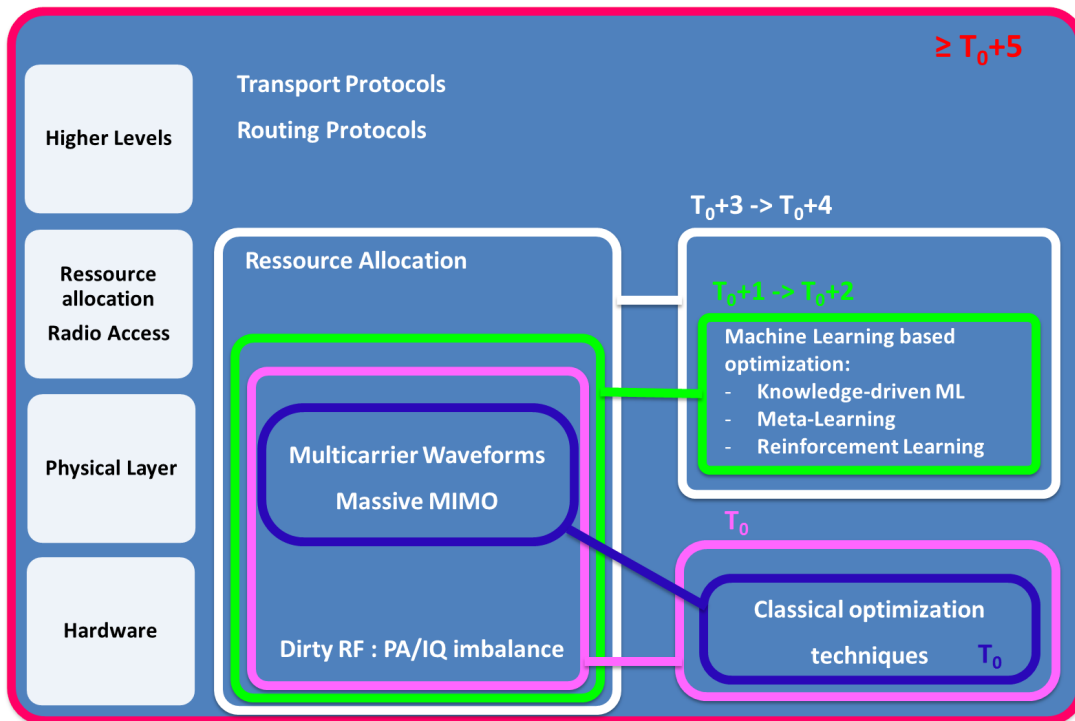 ≥ T0+5
Higher Levels
Transport Protocols
Routing Protocols
Ressource
allocation
Radio Access
Ressource Allocation
T0+3 -> T0+4
T0+1 -> T0+2
Machine Learning based
optimization:
- Knowledge-driven ML
- Meta-Learning
- Reinforcement Learning
Physical Layer
Multicarrier Waveforms
Massive MIMO
T0
Hardware
Dirty RF : PA/IQ imbalance
Classical optimization
techniques T0